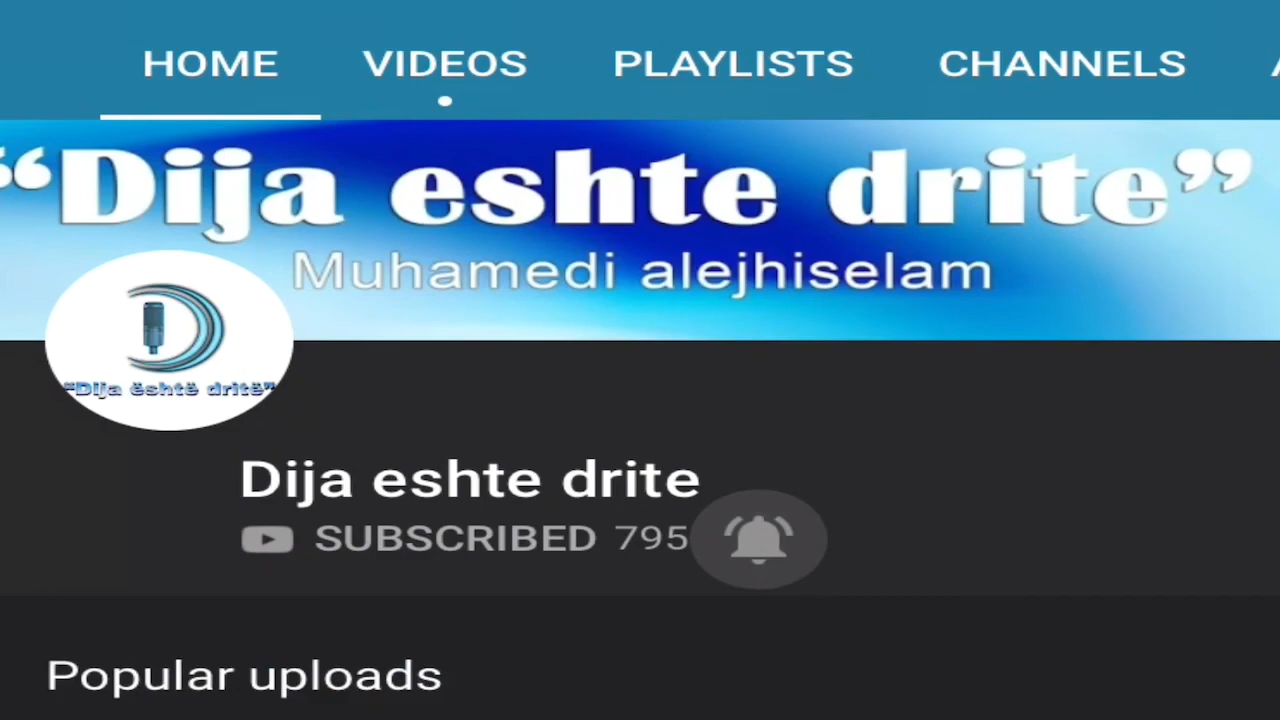 HOME VIDEOS PLAYLISTS CHANNELS
“Dija eshte drite”
Muhamedi alejhiselam
“Dija është dritë”
Dija eshte drite
SUBSCRIBED 795
Popular uploads